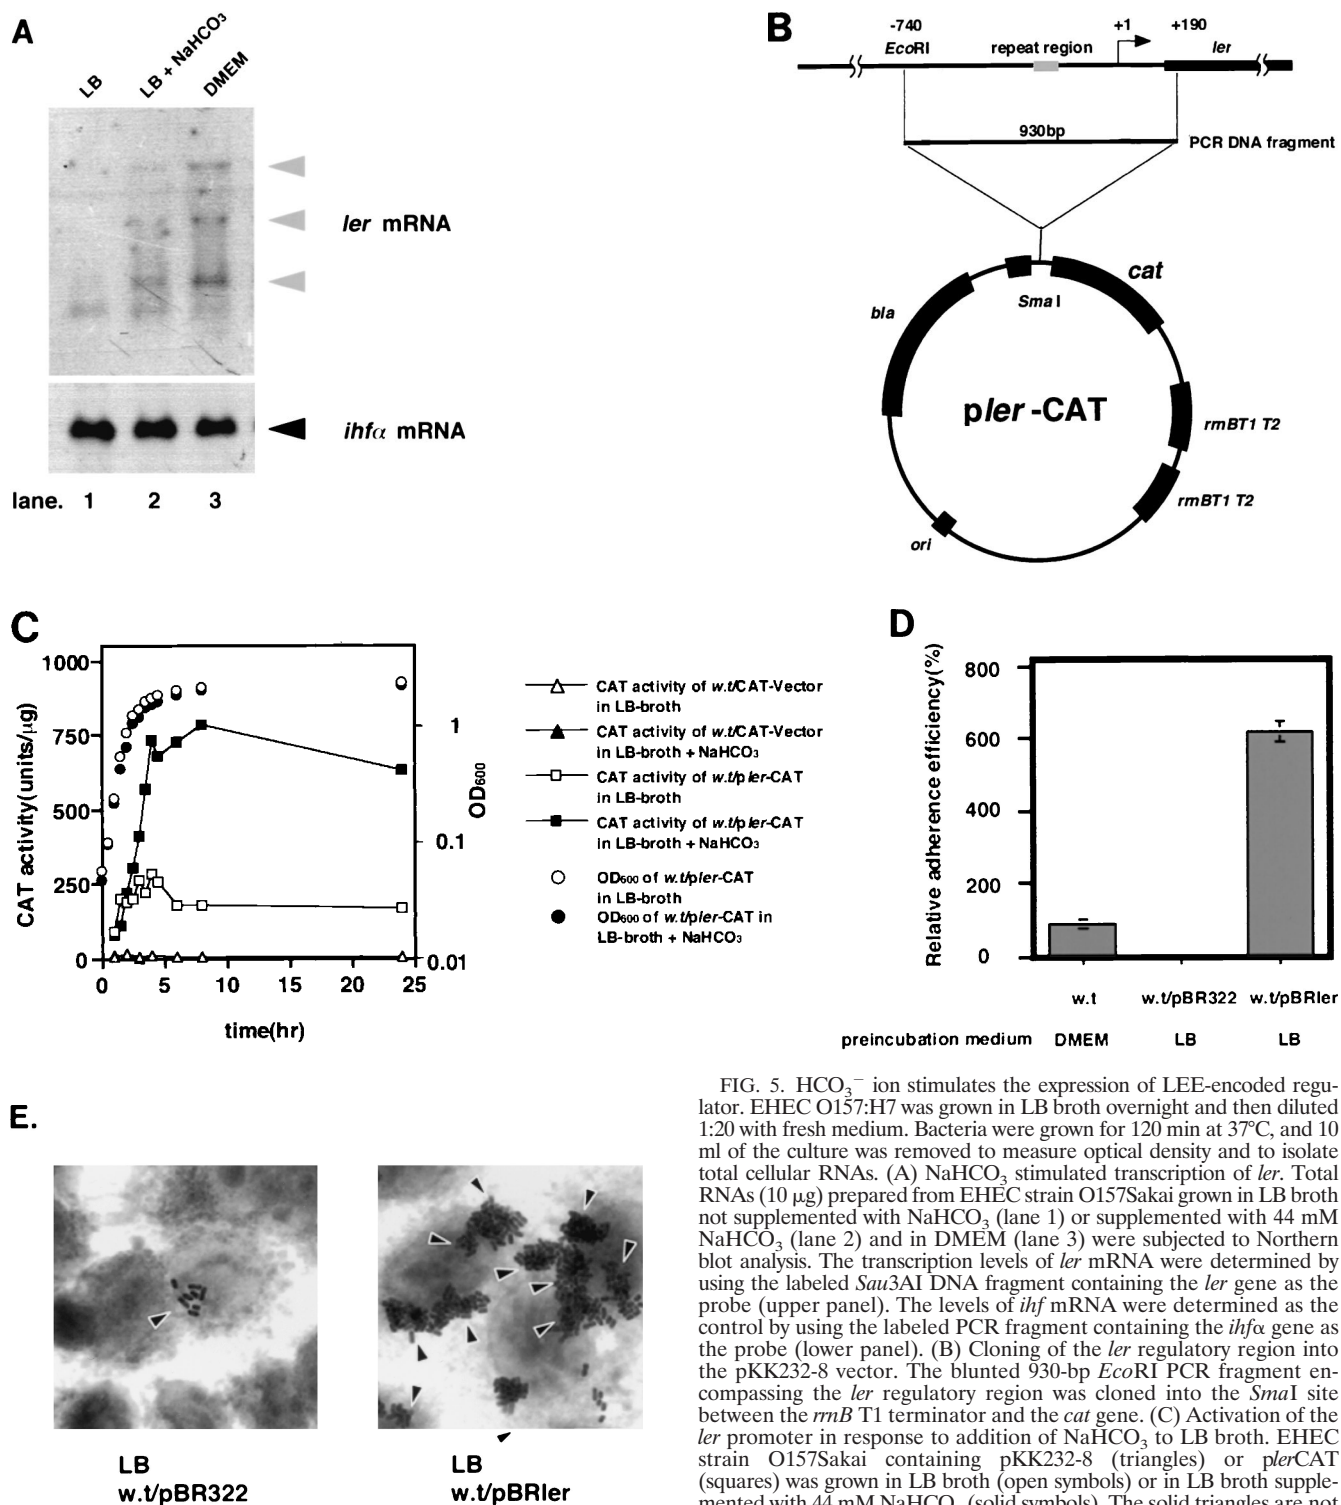 A
LB
LB + NaHCO3
DMEM
ler mRNA
ihfα mRNA
lane. 1 2 3
B
-740
+1
+190
EcoRI
repeat region
ler
930bp
PCR DNA fragment
cat
Sma I
bla
pler -CAT
rrnBT1 T2
rrnBT1 T2
ori
C
CAT activity(units/μg)
1000
750
500
250
0
OD600
1
0.1
0.01
0 5 10 15 20 25
time(hr)
CAT activity of w.t/CAT-Vector
in LB-broth
CAT activity of w.t/CAT-Vector
in LB-broth + NaHCO3
CAT activity of w.t/pler-CAT
in LB-broth
CAT activity of w.t/pler-CAT
in LB-broth + NaHCO3
OD600 of w.t/pler-CAT
in LB-broth
OD600 of w.t/pler-CAT in
LB-broth + NaHCO3
D
Relative adherence efficiency(%)
800
600
400
200
0
w.t w.t/pBR322 w.t/pBRler
preincubation medium DMEM LB LB
E.
LB
w.t/pBR322
LB
w.t/pBRler
FIG. 5. HCO3− ion stimulates the expression of LEE-encoded regu-
lator. EHEC O157:H7 was grown in LB broth overnight and then diluted
1:20 with fresh medium. Bacteria were grown for 120 min at 37°C, and 10
ml of the culture was removed to measure optical density and to isolate
total cellular RNAs. (A) NaHCO3 stimulated transcription of ler. Total
RNAs (10 μg) prepared from EHEC strain O157Sakai grown in LB broth
not supplemented with NaHCO3 (lane 1) or supplemented with 44 mM
NaHCO3 (lane 2) and in DMEM (lane 3) were subjected to Northern
blot analysis. The transcription levels of ler mRNA were determined by
using the labeled Sau3AI DNA fragment containing the ler gene as the
probe (upper panel). The levels of ihf mRNA were determined as the
control by using the labeled PCR fragment containing the ihfα gene as
the probe (lower panel). (B) Cloning of the ler regulatory region into
the pKK232-8 vector. The blunted 930-bp EcoRI PCR fragment en-
compassing the ler regulatory region was cloned into the SmaI site
between the rrnB T1 terminator and the cat gene. (C) Activation of the
ler promoter in response to addition of NaHCO3 to LB broth. EHEC
strain O157Sakai containing pKK232-8 (triangles) or plerCAT
(squares) was grown in LB broth (open symbols) or in LB broth supple-
mented with 44 mM NaHCO3 (solid symbols). The solid triangles are not